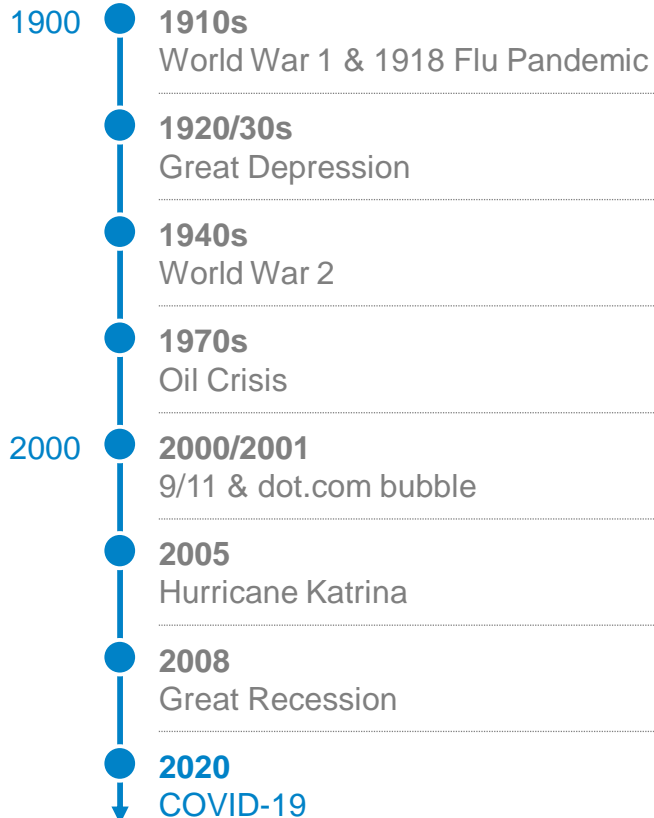 1900
1910s
World War 1 & 1918 Flu Pandemic
1920/30s
Great Depression
1940s
World War 2
1970s
Oil Crisis
2000
2000/2001
9/11 & dot.com bubble
2005
Hurricane Katrina
2008
Great Recession
2020
COVID-19